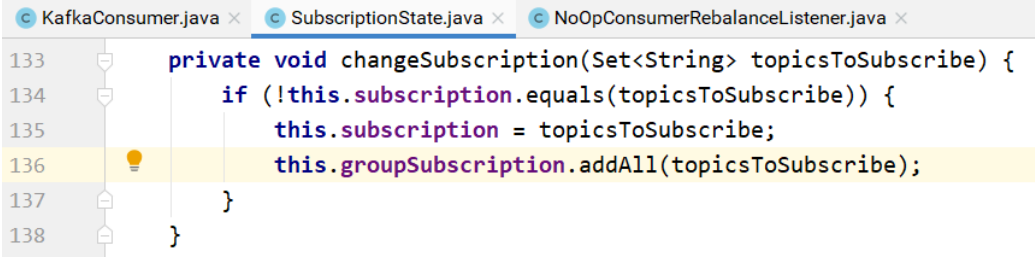 KafkaConsumer.java × SubscriptionState.java × NoOpConsumerRebalanceListener.java ×
133 private void changeSubscription(Set<String> topicsToSubscribe) {
134 if (!this.subscription.equals(topicsToSubscribe)) {
135 this.subscription = topicsToSubscribe;
136 this.groupSubscription.addAll(topicsToSubscribe);
137 }
138 }